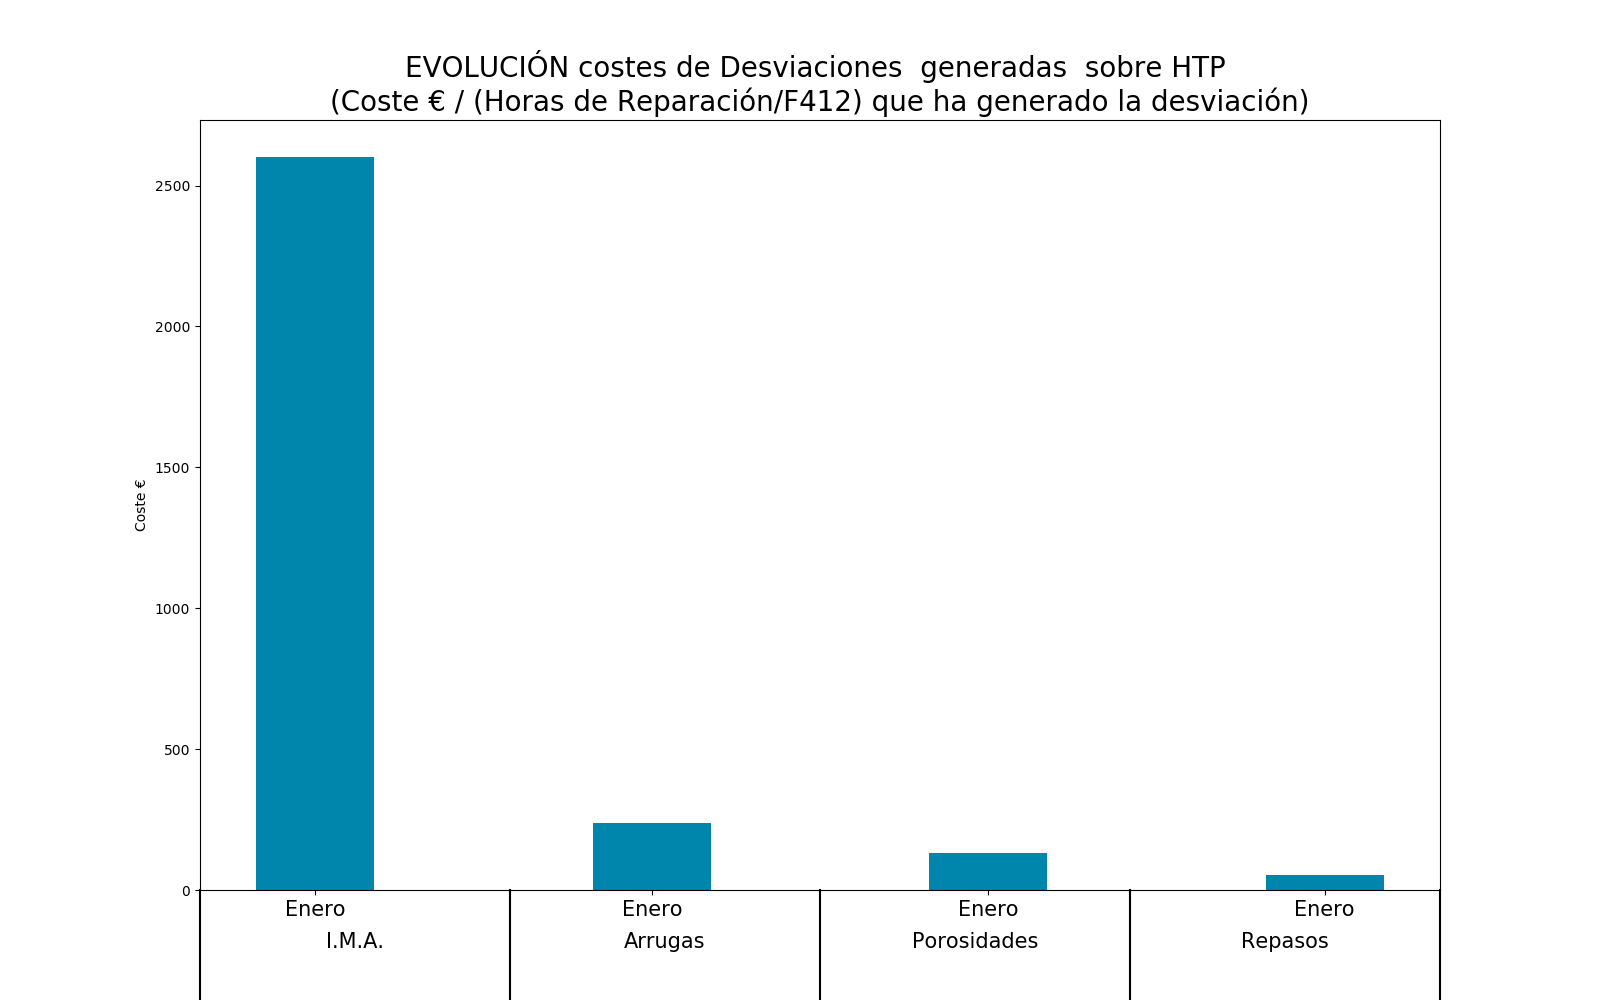 EVOLUCIÓN costes de Desviaciones  generadas  sobre HTP
(Coste € / (Horas de Reparación/F412) que ha generado la desviación)
2500
2000
1500
1000
500
0
Coste €
Enero Enero Enero Enero
I.M.A. Arrugas Porosidades Repasos